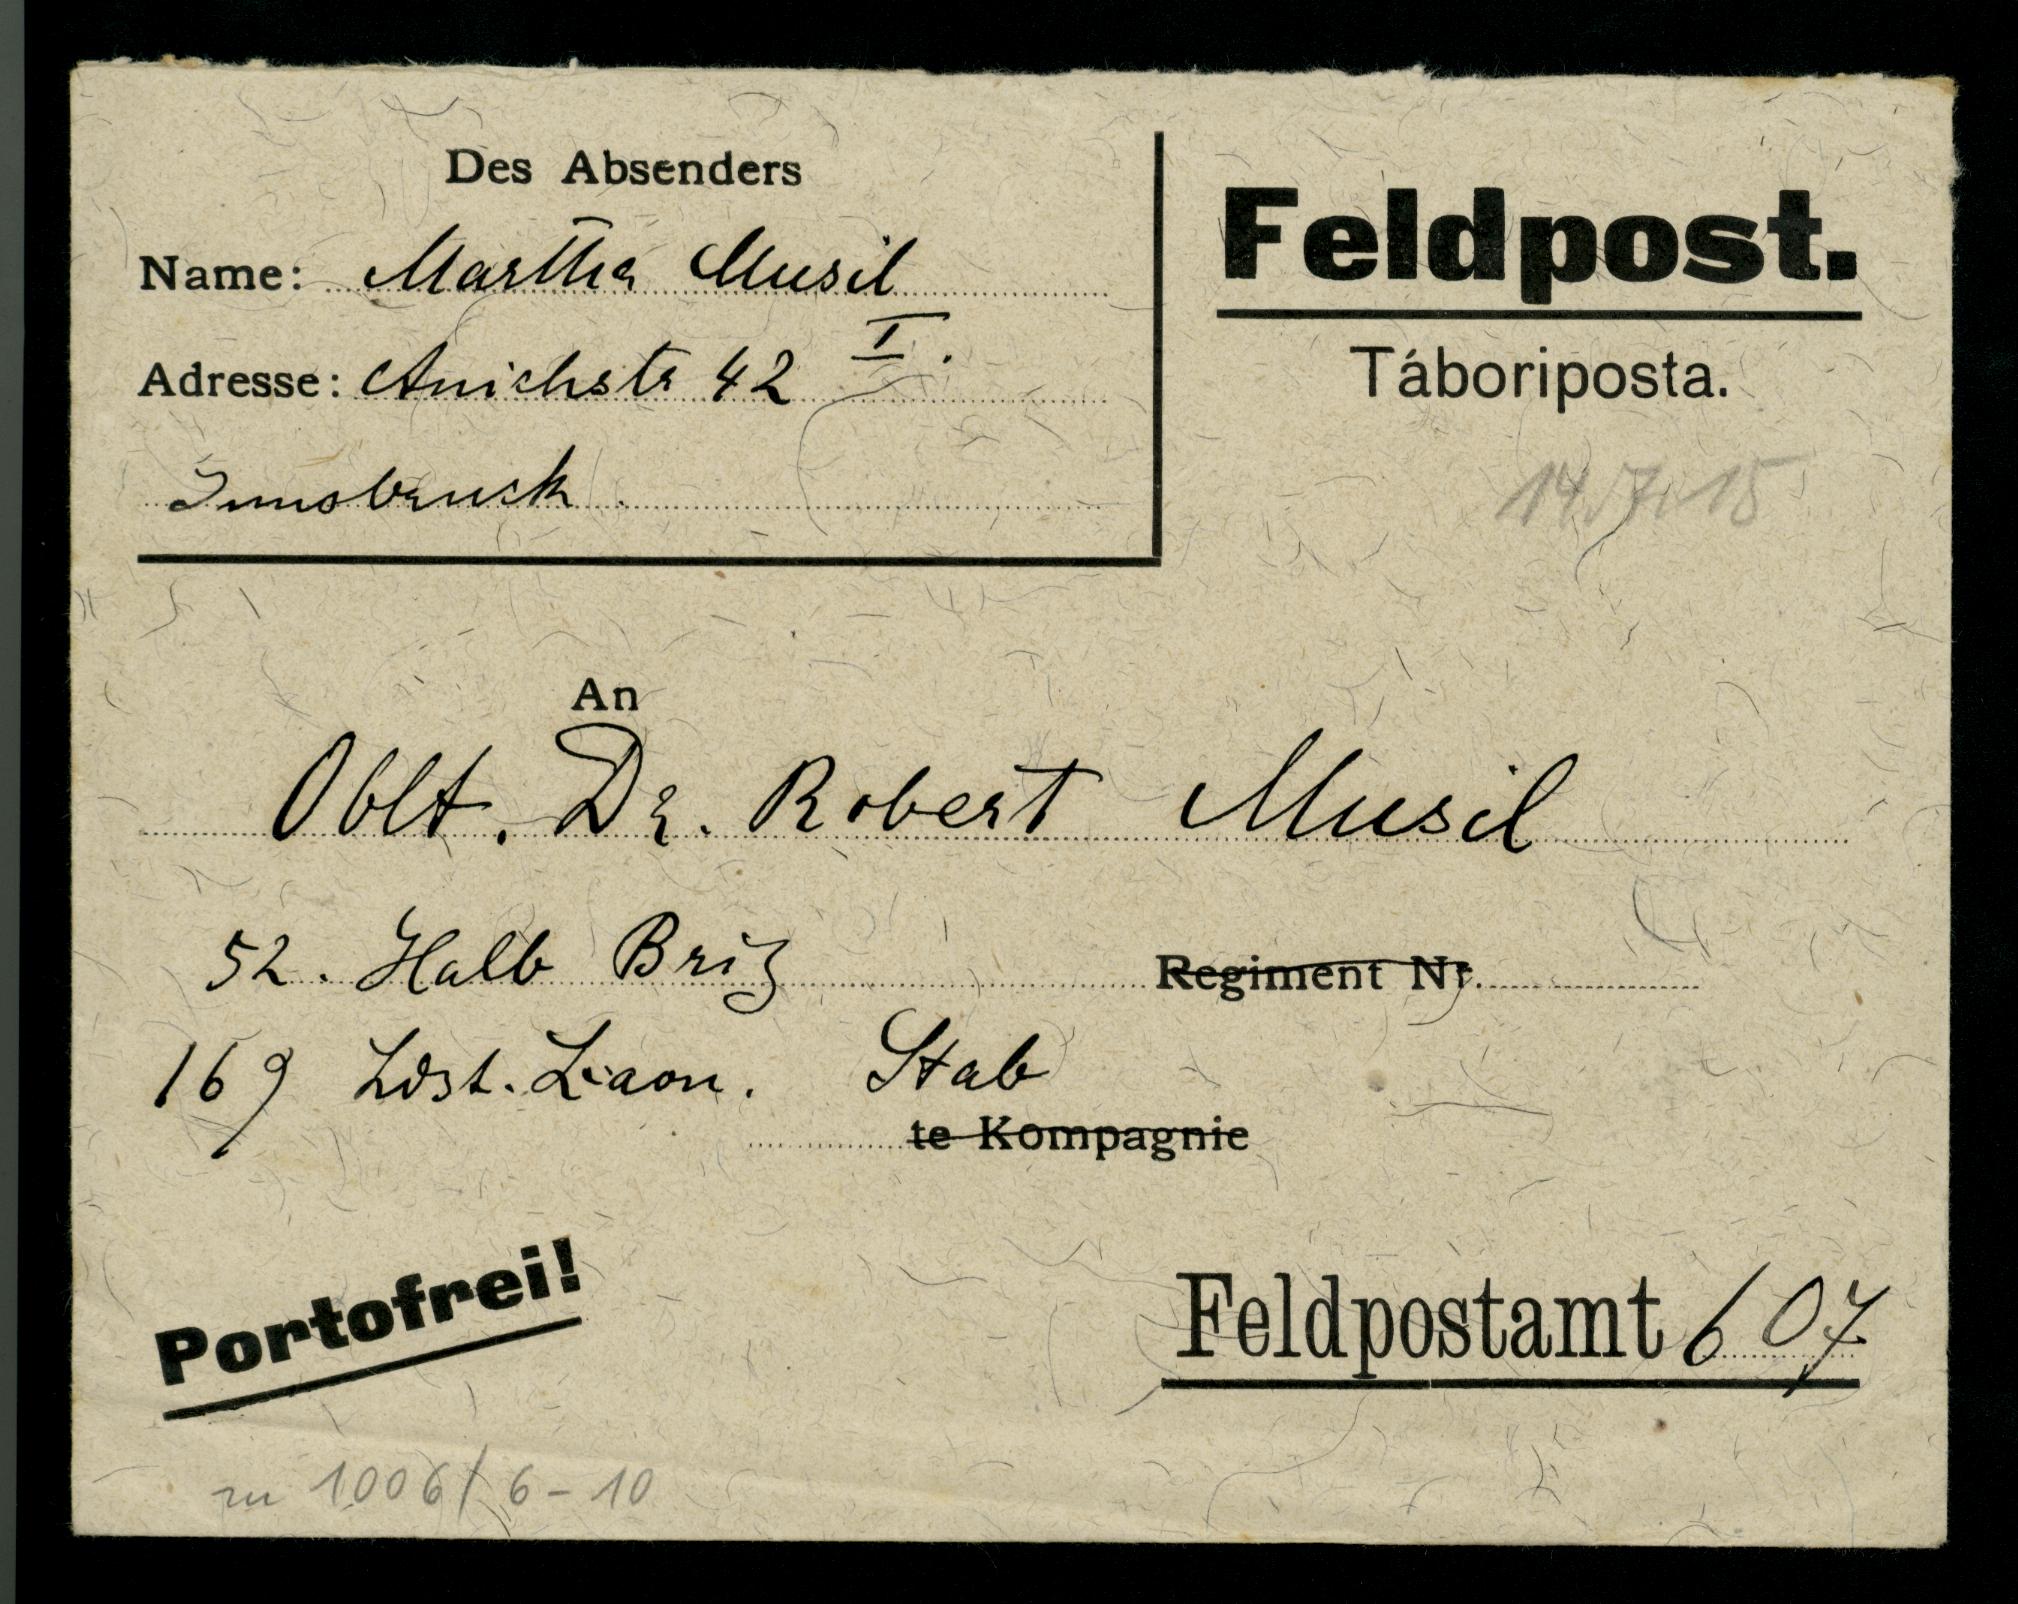 Des Absenders
Name: Martha Musil
Adresse: Anichstr 42 I.
Innsbruck.
Feldpost.
Táboriposta.
14.7.15
An
Oblt. Dr. Robert Musil
52. Halb Brig
Regiment Nr.
169 Ldst. Baon. Stab
te Kompagnie
Portofrei!
Feldpostamt 607
zu 1006/6-10